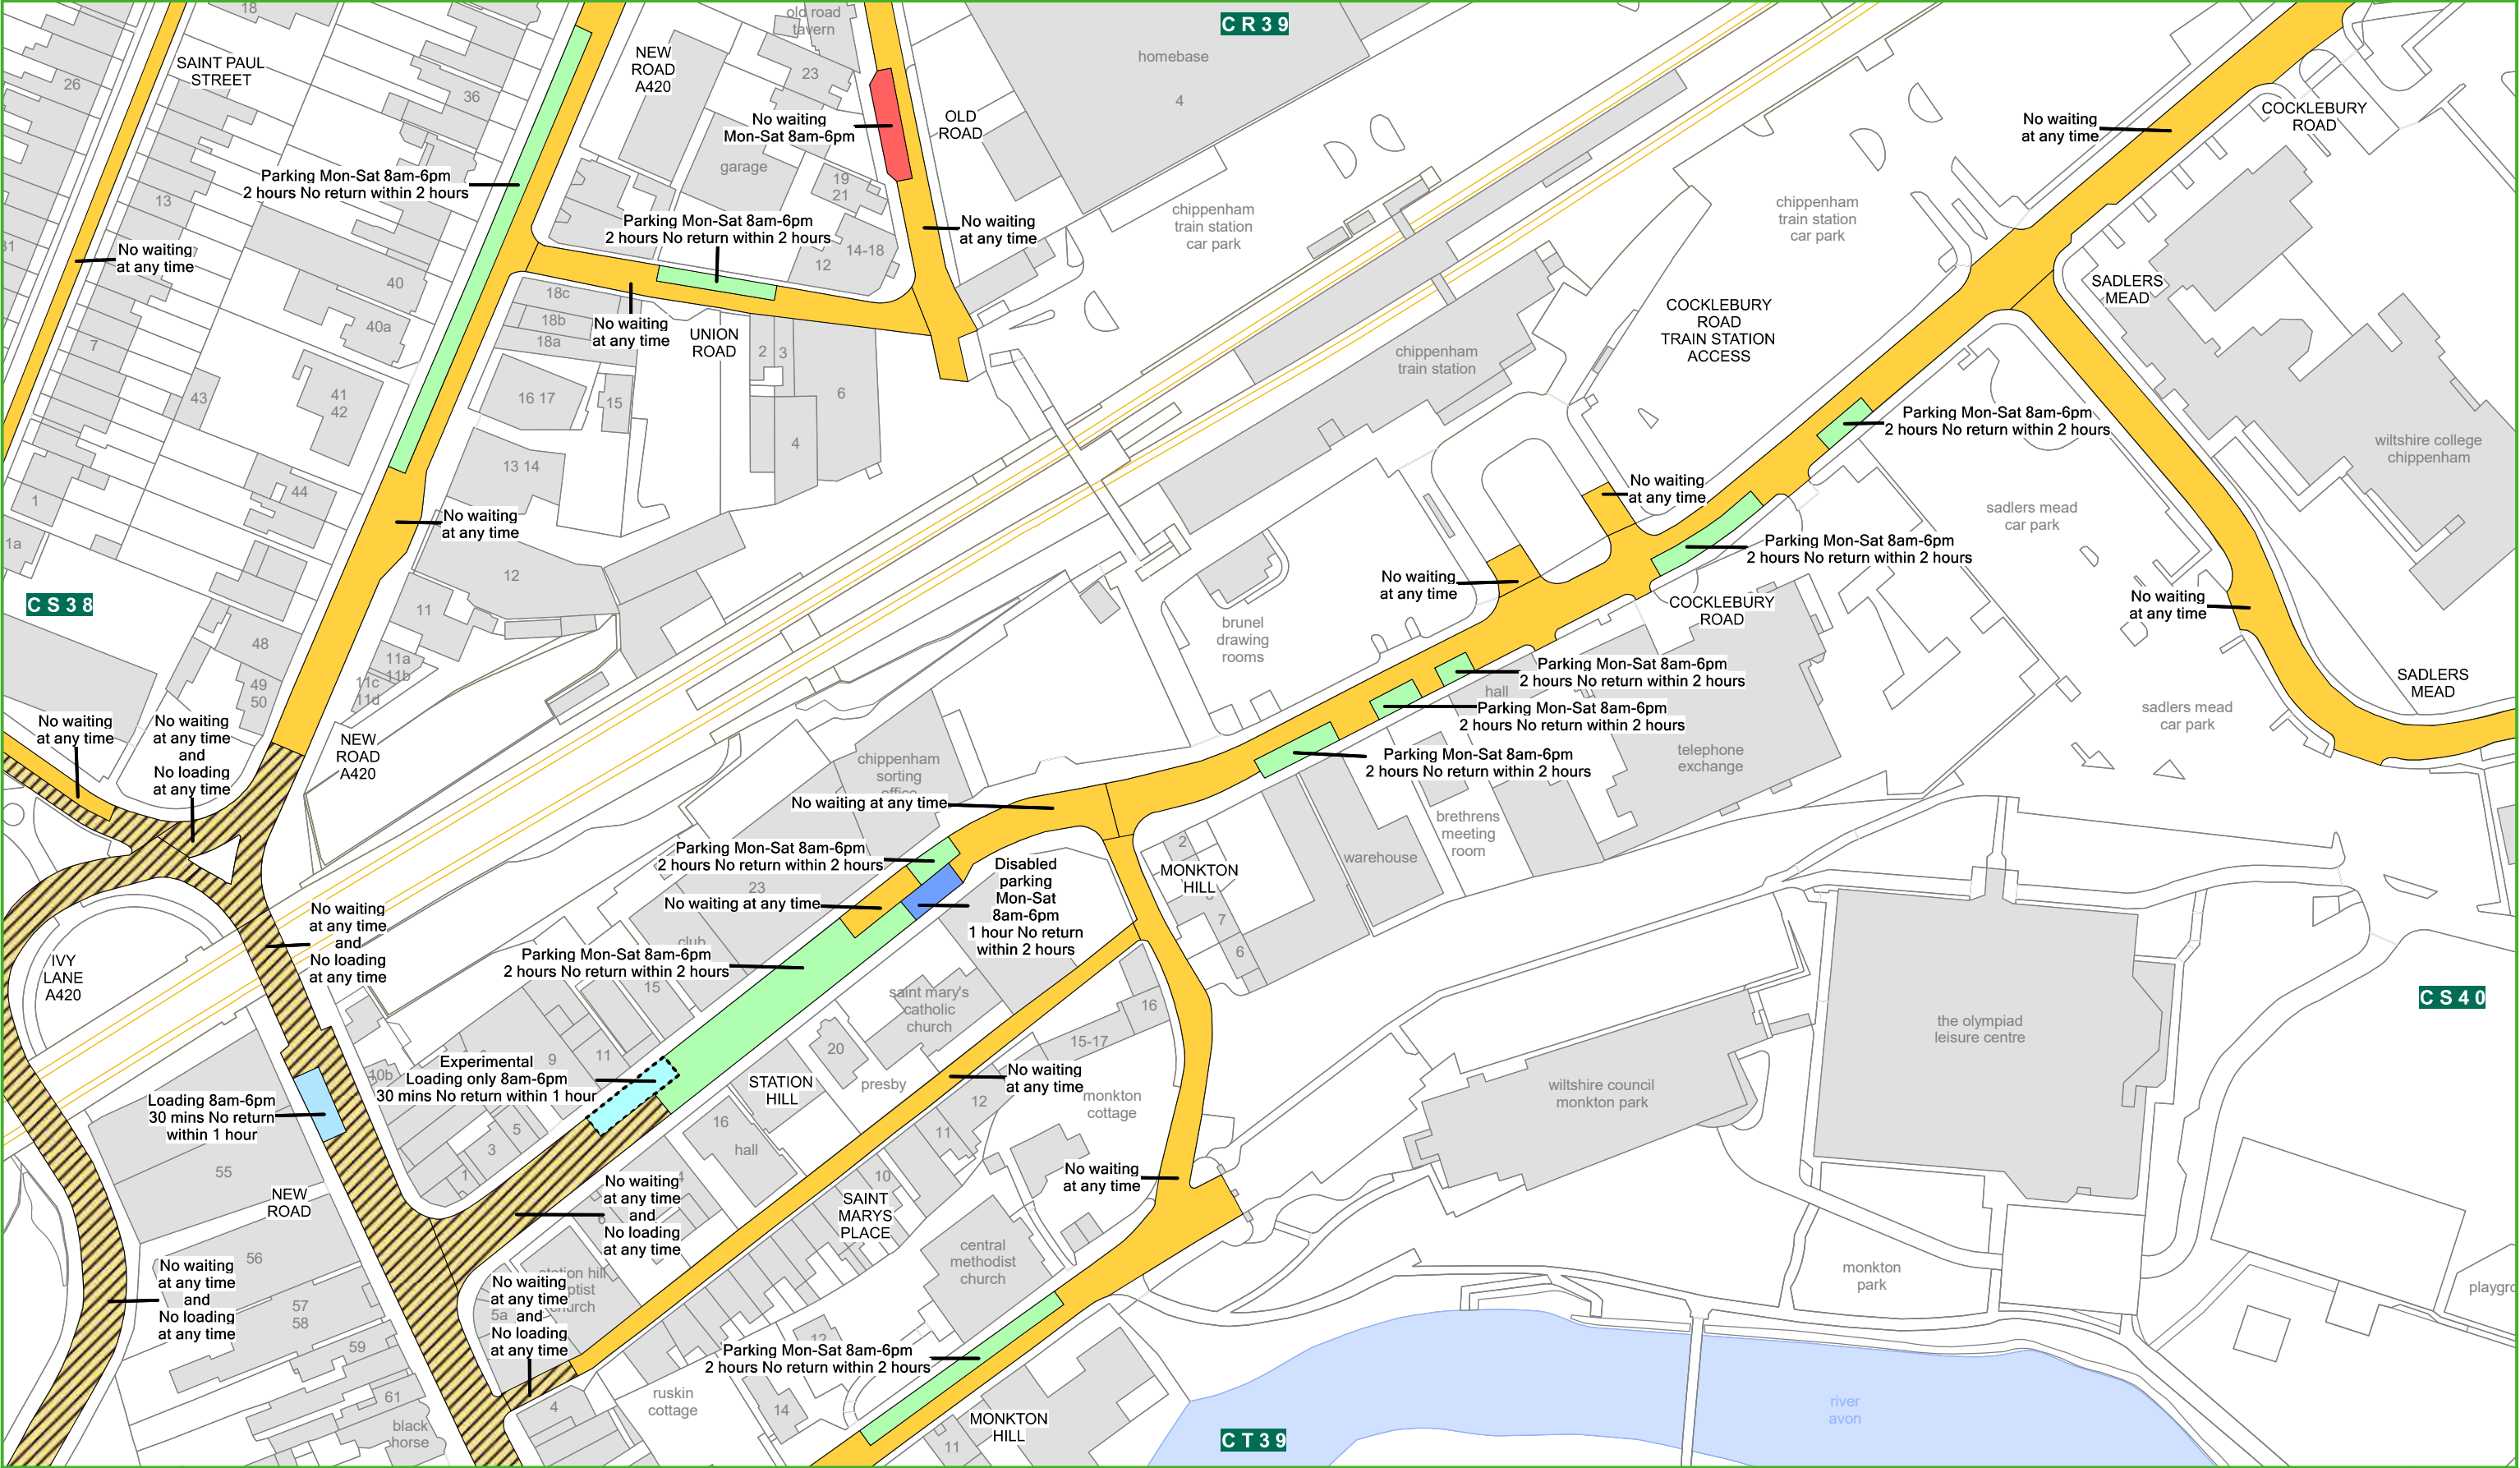 18
old road
tavern
CR39
homebase
4
SAINT PAUL
STREET
NEW
ROAD
A420
23
26
36
No waiting
Mon-Sat 8am-6pm
OLD
ROAD
No waiting
at any time
COCKLEBURY
ROAD
garage
Parking Mon-Sat 8am-6pm
2 hours No return within 2 hours
19
21
13
chippenham
train station
car park
chippenham
train station
car park
Parking Mon-Sat 8am-6pm
2 hours No return within 2 hours
No waiting
at any time
31
No waiting
at any time
14-18
12
40
18c
18b
18a
No waiting
at any time
UNION
ROAD
SADLERS
MEAD
COCKLEBURY
ROAD
TRAIN STATION
ACCESS
40a
7
2
3
chippenham
train station
43
41
42
16 17
15
6
4
Parking Mon-Sat 8am-6pm
2 hours No return within 2 hours
wiltshire college
chippenham
13 14
44
1
No waiting
at any time
No waiting
at any time
sadlers mead
car park
1a
Parking Mon-Sat 8am-6pm
2 hours No return within 2 hours
12
No waiting
at any time
CS38
11
COCKLEBURY
ROAD
No waiting
at any time
brunel
drawing
rooms
48
11a
11b
11c
11d
49
50
Parking Mon-Sat 8am-6pm
2 hours No return within 2 hours
hall
SADLERS
MEAD
sadlers mead
car park
Parking Mon-Sat 8am-6pm
2 hours No return within 2 hours
No waiting
at any time
No waiting
at any time
and
No loading
at any time
NEW
ROAD
A420
telephone
exchange
Parking Mon-Sat 8am-6pm
2 hours No return within 2 hours
chippenham
sorting
office
No waiting at any time
brethrens
meeting
room
warehouse
Parking Mon-Sat 8am-6pm
2 hours No return within 2 hours
Disabled
parking
Mon-Sat
8am-6pm
1 hour No return
within 2 hours
2
MONKTON
HILL
7
6
23
No waiting at any time
No waiting
at any time
and
No loading
at any time
club
Parking Mon-Sat 8am-6pm
2 hours No return within 2 hours
IVY
LANE
A420
15
saint mary's
catholic
church
16
CS40
the olympiad
leisure centre
15-17
20
9
11
10b
Experimental
Loading only 8am-6pm
30 mins No return within 1 hour
STATION
HILL
presby
No waiting
at any time
monkton
cottage
12
wiltshire council
monkton park
Loading 8am-6pm
30 mins No return
within 1 hour
5
3
1
16
hall
11
10
55
No waiting
at any time
NEW
ROAD
No waiting
at any time
and
No loading
at any time
4
6
SAINT
MARYS
PLACE
central
methodist
church
56
No waiting
at any time
and
No loading
at any time
station hill
baptist
church
5a
No waiting
at any time
and
No loading
at any time
monkton
park
playgro
57
58
59
12
Parking Mon-Sat 8am-6pm
2 hours No return within 2 hours
61
ruskin
cottage
14
4
black
horse
MONKTON
HILL
11
CT39
river
avon